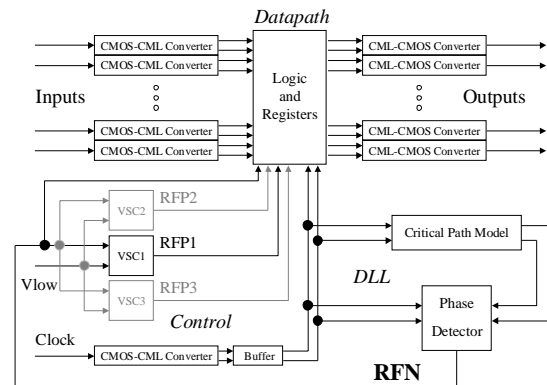 Datapath
CMOS-CML Converter
CML-CMOS Converter
CMOS-CML Converter
CML-CMOS Converter
Inputs
Logic
and
Registers
Outputs
CMOS-CML Converter
CML-CMOS Converter
CMOS-CML Converter
CML-CMOS Converter
RFP2
VSC2
RFP1
VSC1
Critical Path Model
Vlow
RFP3
VSC3
DLL
Control
Phase
Detector
Clock
CMOS-CML Converter
Buffer
RFN